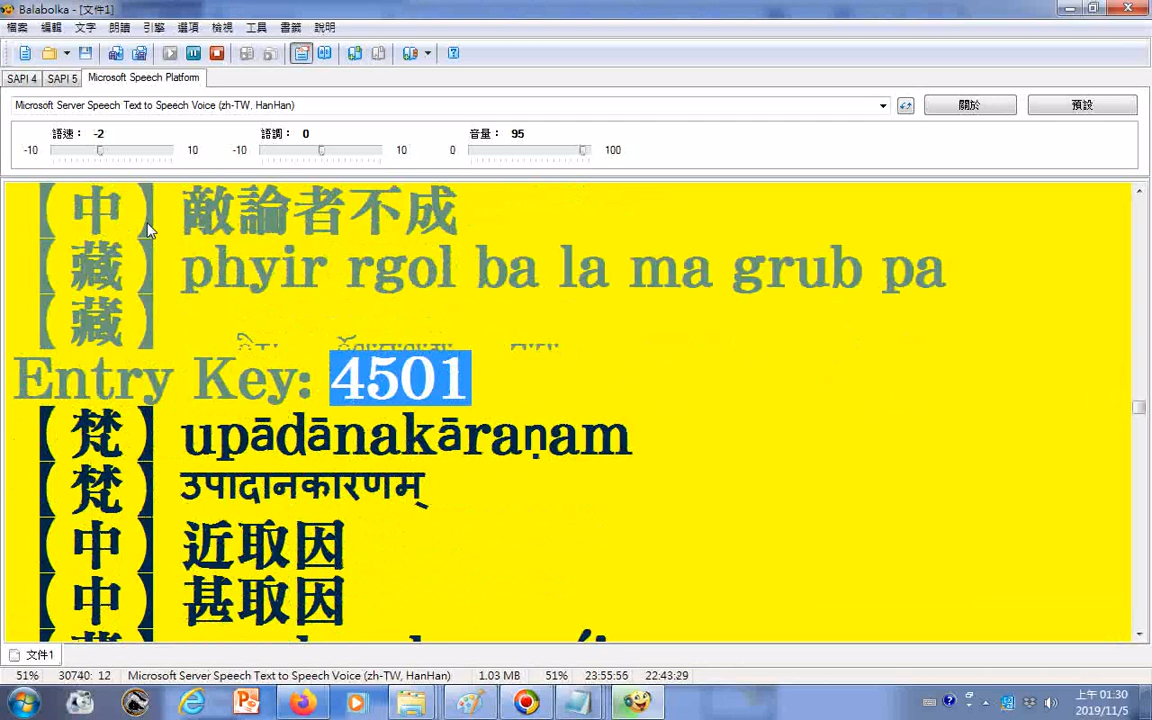 Balabolka - [文件1]
檔案 編輯 文字 朗讀 引擎 選項 檢視 工具 書籤 說明
SAPI 4 SAPI 5 Microsoft Speech Platform
Microsoft Server Speech Text to Speech Voice (zh-TW, HanHan) 關於 預設
語速： -2 語調： 0 音量： 95
-10 10 -10 10 0 100
【中】 敵論者不成
【藏】 phyir rgol ba la ma grub pa
【藏】
Entry Key: 4501
【梵】 upādānakāraṇam
【梵】 उपादानकारणम्
【中】 近取因
【中】 甚取因
文件1
51% 30740: 12 Microsoft Server Speech Text to Speech Voice (zh-TW, HanHan) 1.03 MB 51% 23:55:56 22:43:29
上午 01:30
2019/11/5